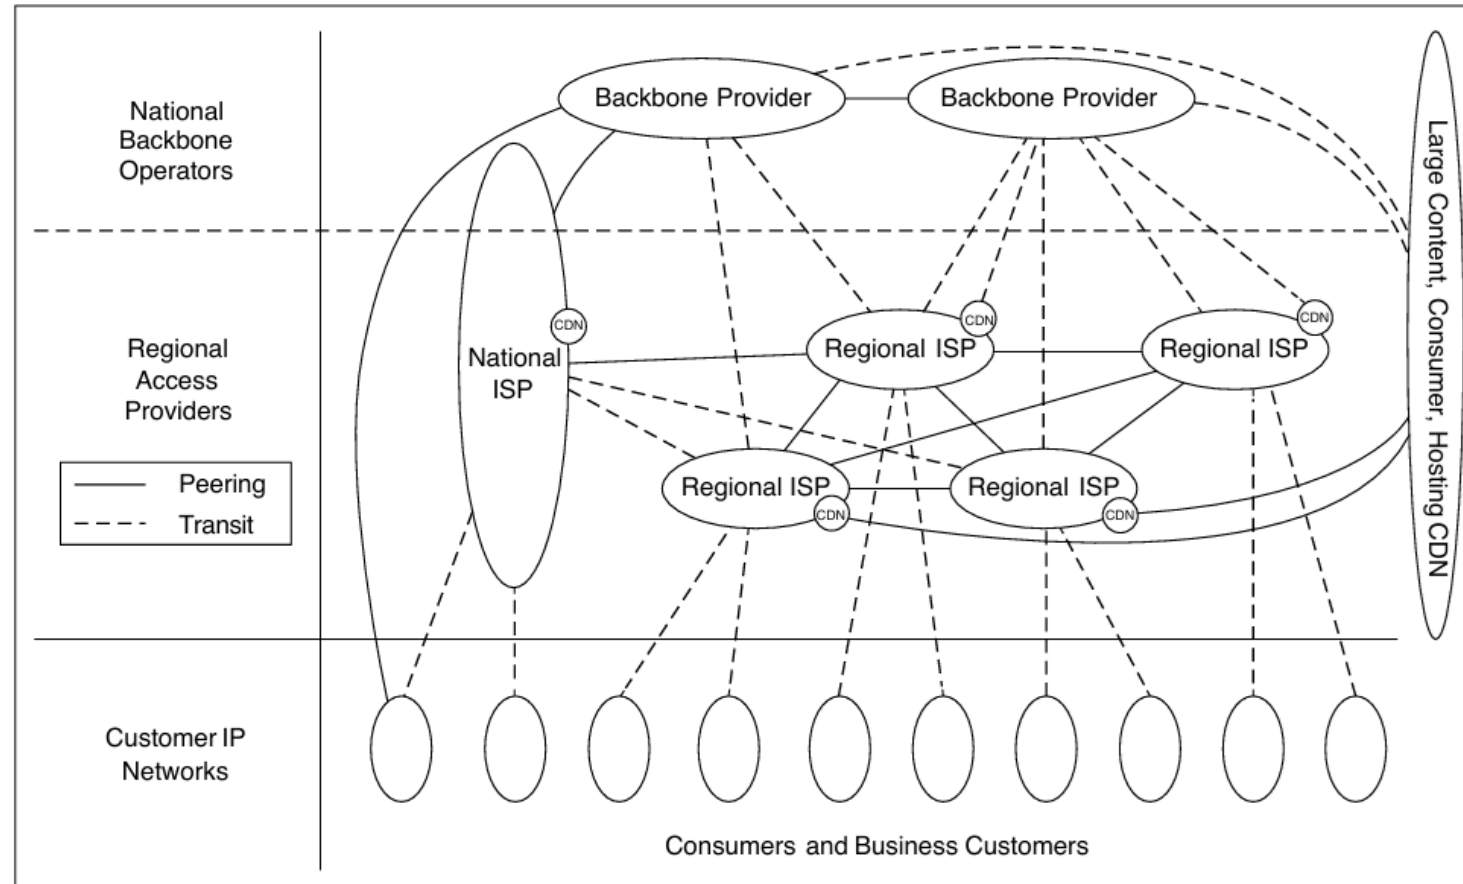 National
Backbone
Operators
Backbone Provider
Backbone Provider
Large Content, Consumer, Hosting CDN
Regional
Access
Providers
Peering
Transit
CDN
National
ISP
CDN
Regional ISP
CDN
Regional ISP
Regional ISP
CDN
Regional ISP
CDN
Customer IP
Networks
Consumers and Business Customers